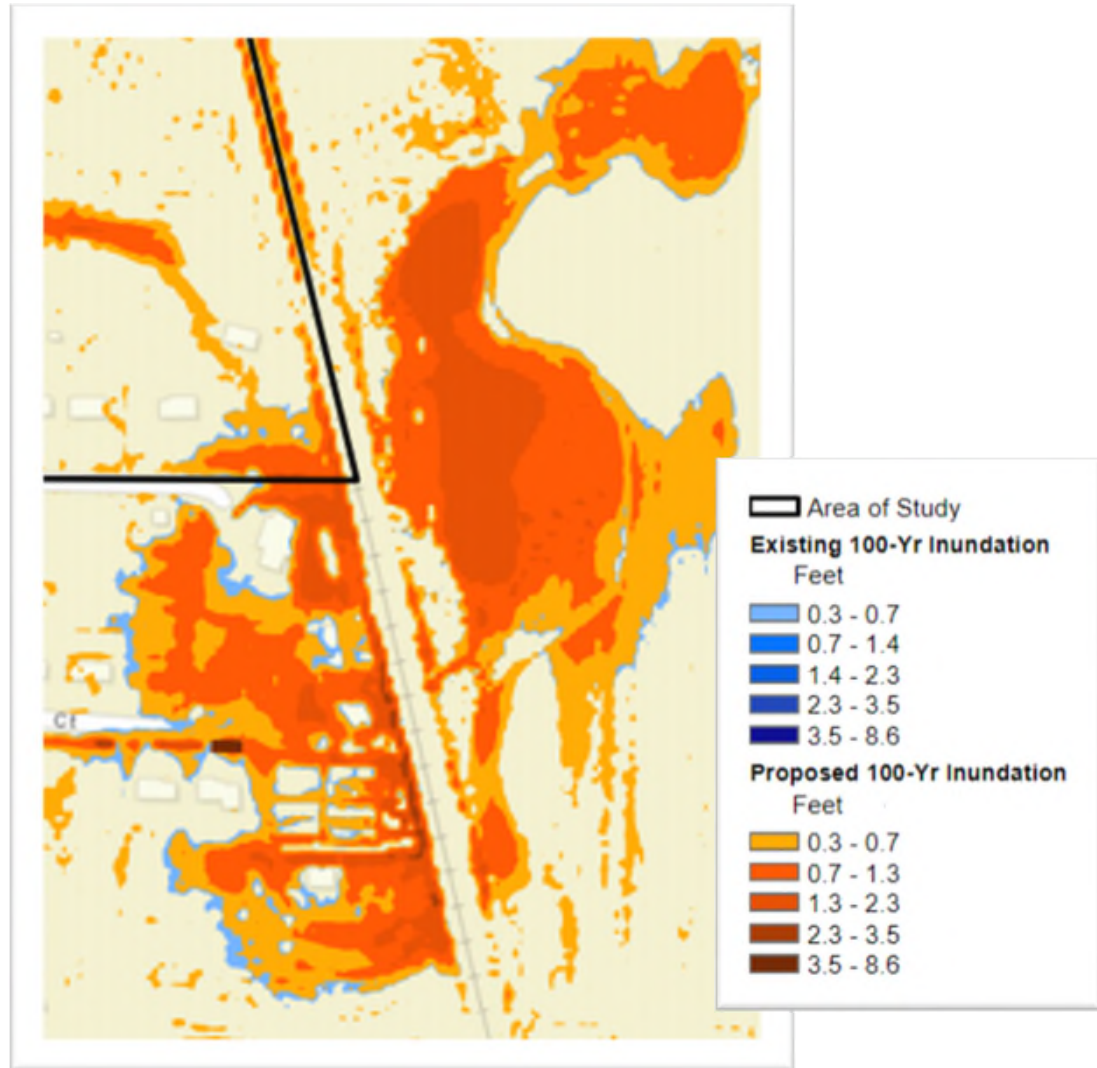 Ct
Area of Study
Existing 100-Yr Inundation
Feet
0.3 - 0.7
0.7 - 1.4
1.4 - 2.3
2.3 - 3.5
3.5 - 8.6
Proposed 100-Yr Inundation
Feet
0.3 - 0.7
0.7 - 1.3
1.3 - 2.3
2.3 - 3.5
3.5 - 8.6